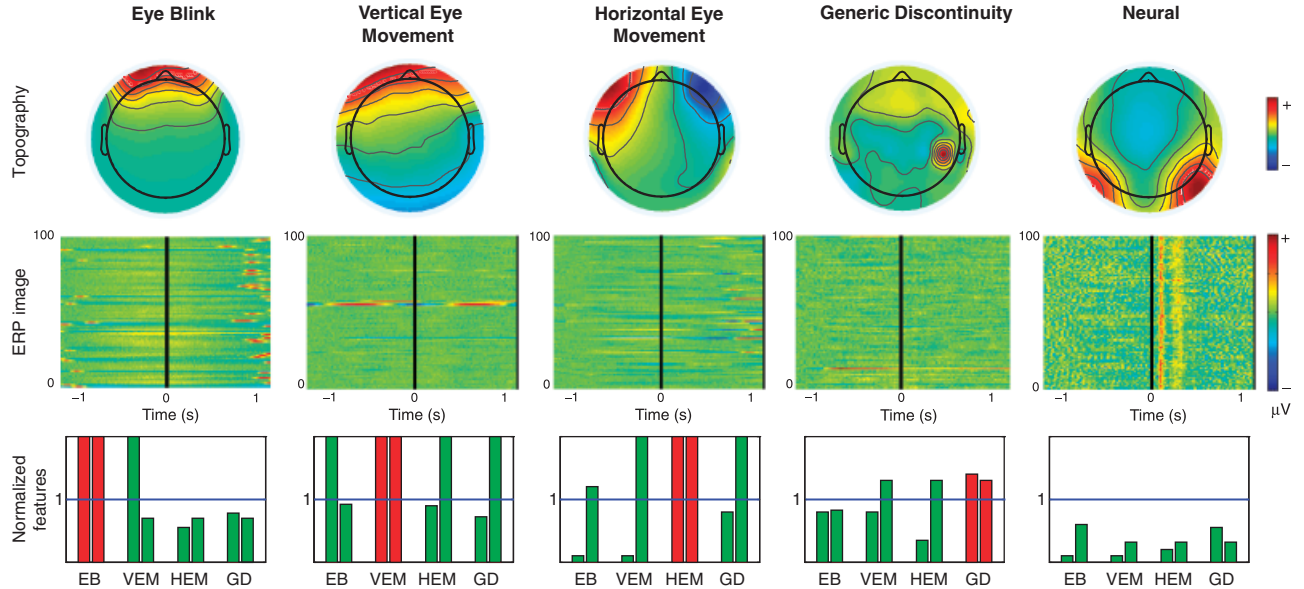 Eye Blink
Vertical Eye
Movement
Horizontal Eye
Movement
Generic Discontinuity
Neural
Topography
+
−
ERP image
100
0
100
0
100
0
100
0
100
0
+
−
μV
−1 0 1
Time (s)
−1 0 1
Time (s)
−1 0 1
Time (s)
−1 0 1
Time (s)
−1 0 1
Time (s)
Normalized
features
1
1
1
1
1
EB VEM HEM GD
EB VEM HEM GD
EB VEM HEM GD
EB VEM HEM GD
EB VEM HEM GD